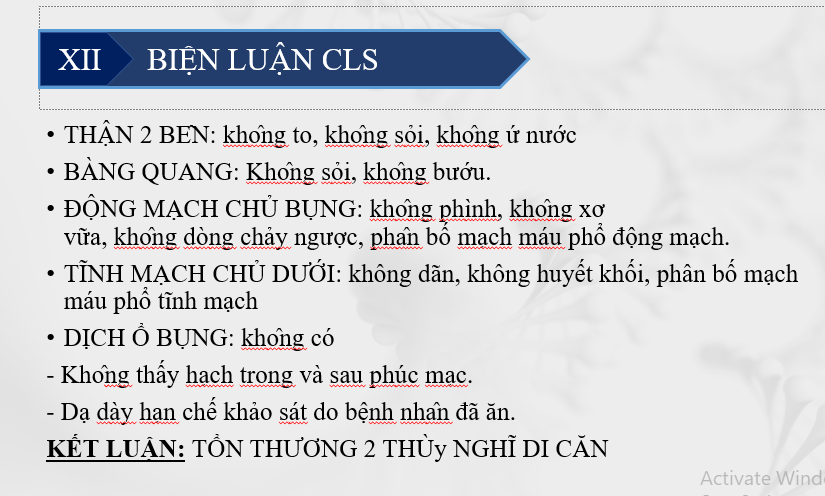 XII BIỆN LUẬN CLS
• THẬN 2 BÊN: không to, không sỏi, không ứ nước
• BÀNG QUANG: Không sỏi, không bướu.
• ĐỘNG MẠCH CHỦ BỤNG: không phình, không xơ
vữa, không dòng chảy ngược, phân bố mạch máu phổ động mạch.
• TĨNH MẠCH CHỦ DƯỚI: không dãn, không huyết khối, phân bố mạch
máu phổ tĩnh mạch
• DỊCH Ổ BỤNG: không có
- Không thấy hạch trong và sau phúc mạc.
- Dạ dày hạn chế khảo sát do bệnh nhân đã ăn.
KẾT LUẬN: TỔN THƯƠNG 2 THÙy NGHĨ DI CĂN